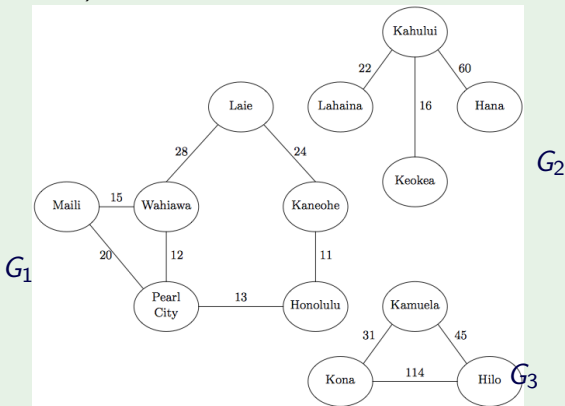 Kahului
22
60
Laie
Lahaina
16
Hana
28
24
G2
Keokea
Maili
15
Wahiawa
Kaneohe
20
12
11
G1
Pearl
City
13
Honolulu
Kamuela
31
45
Kona
114
Hilo
G3